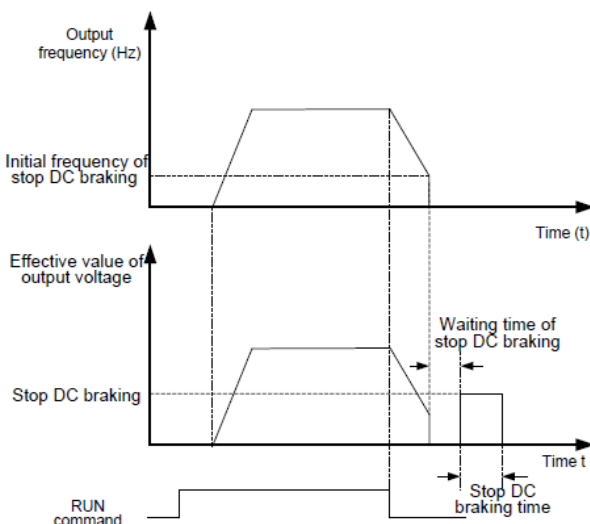 Output
frequency (Hz)
Initial frequency of
stop DC braking
Time (t)
Effective value of
output voltage
Waiting time of
stop DC braking
Stop DC braking
Time t
Stop DC
braking time
RUN
command